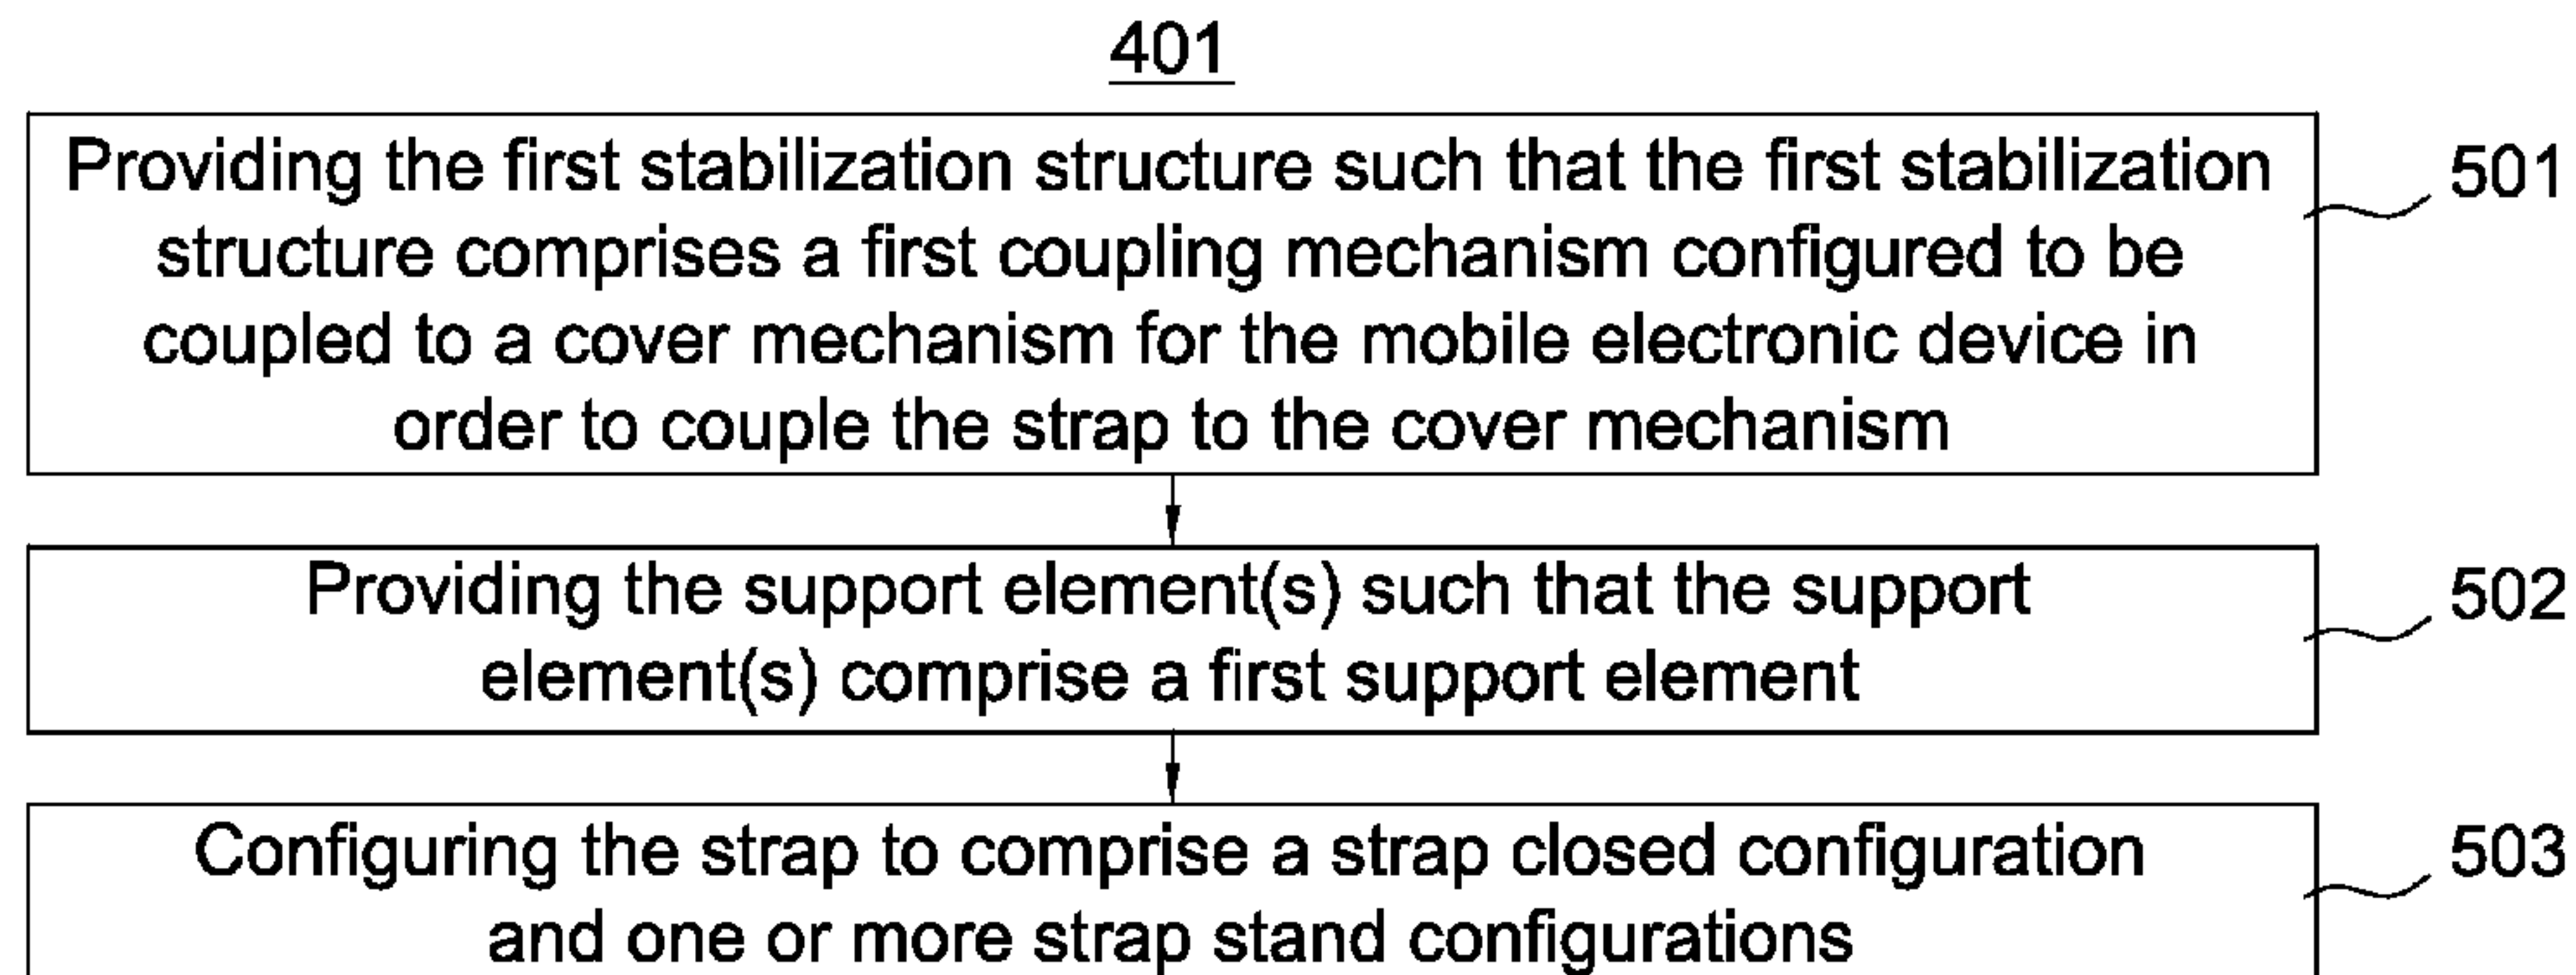 401
Providing the first stabilization structure such that the first stabilization
structure comprises a first coupling mechanism configured to be
coupled to a cover mechanism for the mobile electronic device in
order to couple the strap to the cover mechanism
501
Providing the support element(s) such that the support
element(s) comprise a first support element
502
Configuring the strap to comprise a strap closed configuration
and one or more strap stand configurations
503